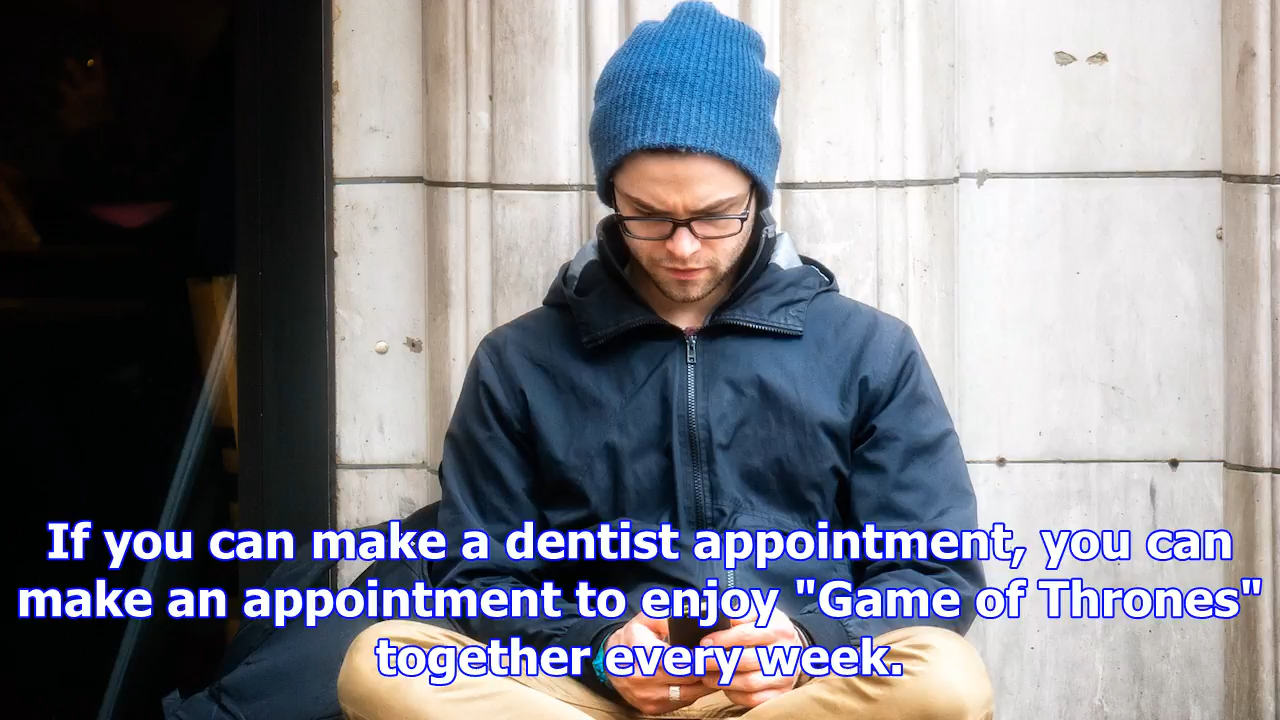 If you can make a dentist appointment, you can
make an appointment to enjoy "Game of Thrones"
together every week.